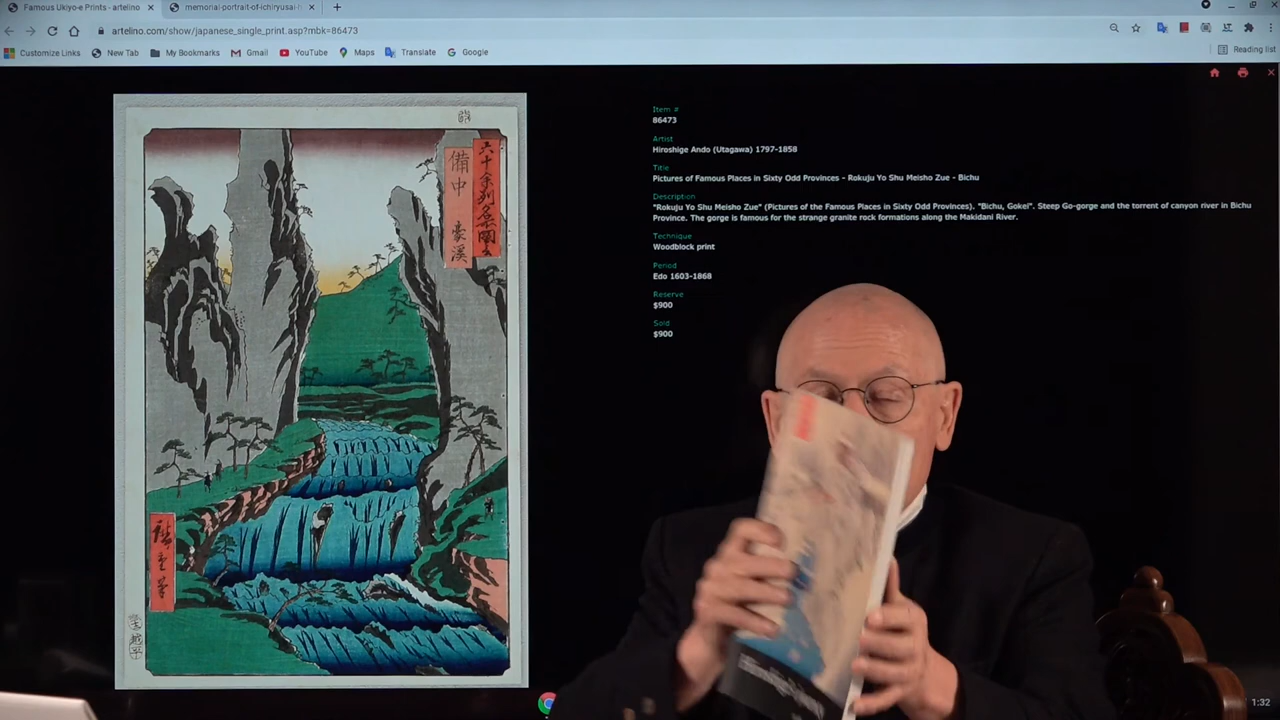 Famous Ukiyo-e Prints - artelino
memorial-portrait-of-ichiryusai-h
artelino.com/show/japanese_single_print.asp?mbk=86473
Customize Links
New Tab
My Bookmarks
Gmail
YouTube
Maps
Translate
Google
Reading list
Item #
86473
Artist
Hiroshige Ando (Utagawa) 1797-1858
Title
Pictures of Famous Places in Sixty Odd Provinces - Rokuju Yo Shu Meisho Zue - Bichu
Description
"Rokuju Yo Shu Meisho Zue" (Pictures of the Famous Places in Sixty Odd Provinces). "Bichu, Gokei". Steep Go-gorge and the torrent of canyon river in Bichu
Province. The gorge is famous for the strange granite rock formations along the Makidani River.
Technique
Woodblock print
Period
Edo 1603-1868
Reserve
$900
Sold
$900
六十余州名所図会
備中 豪渓
廣重筆
越平
1:32